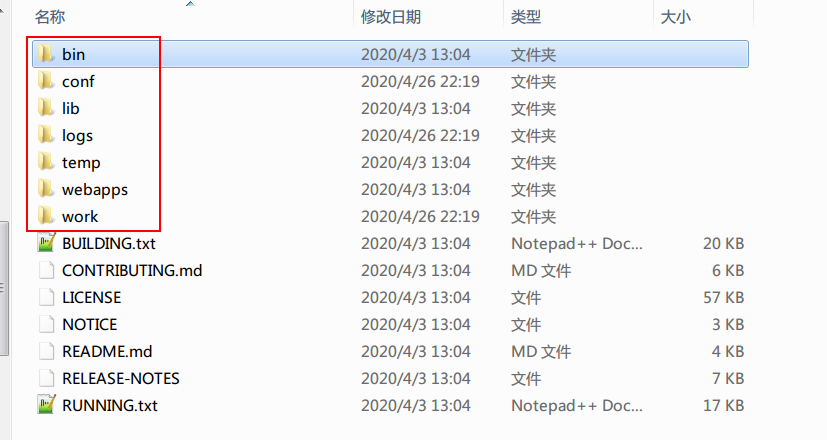 名称 修改日期 类型 大小
bin 2020/4/3 13:04 文件夹
conf 2020/4/26 22:19 文件夹
lib 2020/4/3 13:04 文件夹
logs 2020/4/26 22:19 文件夹
temp 2020/4/3 13:04 文件夹
webapps 2020/4/3 13:04 文件夹
work 2020/4/26 22:19 文件夹
BUILDING.txt 2020/4/3 13:04 Notepad++ Doc... 20 KB
CONTRIBUTING.md 2020/4/3 13:04 MD 文件 6 KB
LICENSE 2020/4/3 13:04 文件 57 KB
NOTICE 2020/4/3 13:04 文件 3 KB
README.md 2020/4/3 13:04 MD 文件 4 KB
RELEASE-NOTES 2020/4/3 13:04 文件 7 KB
RUNNING.txt 2020/4/3 13:04 Notepad++ Doc... 17 KB